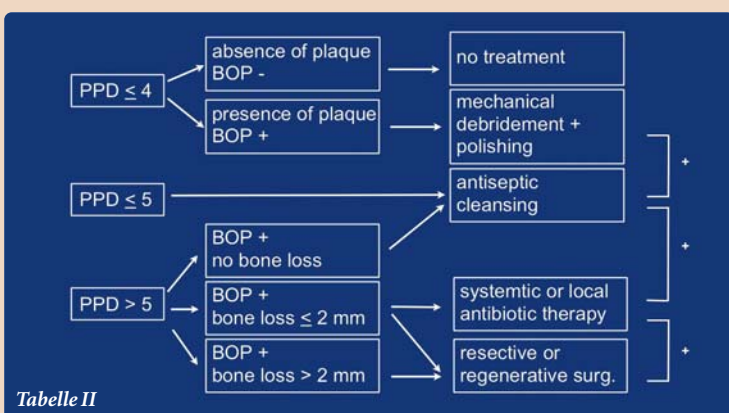 PPD ≤ 4
absence of plaque
BOP -
no treatment
presence of plaque
BOP +
mechanical
debridement +
polishing
+
PPD ≤ 5
antiseptic
cleansing
PPD > 5
BOP +
no bone loss
+
BOP +
bone loss ≤ 2 mm
systemtic or local
antibiotic therapy
BOP +
bone loss > 2 mm
resective or
regenerative surg.
+
Tabelle II